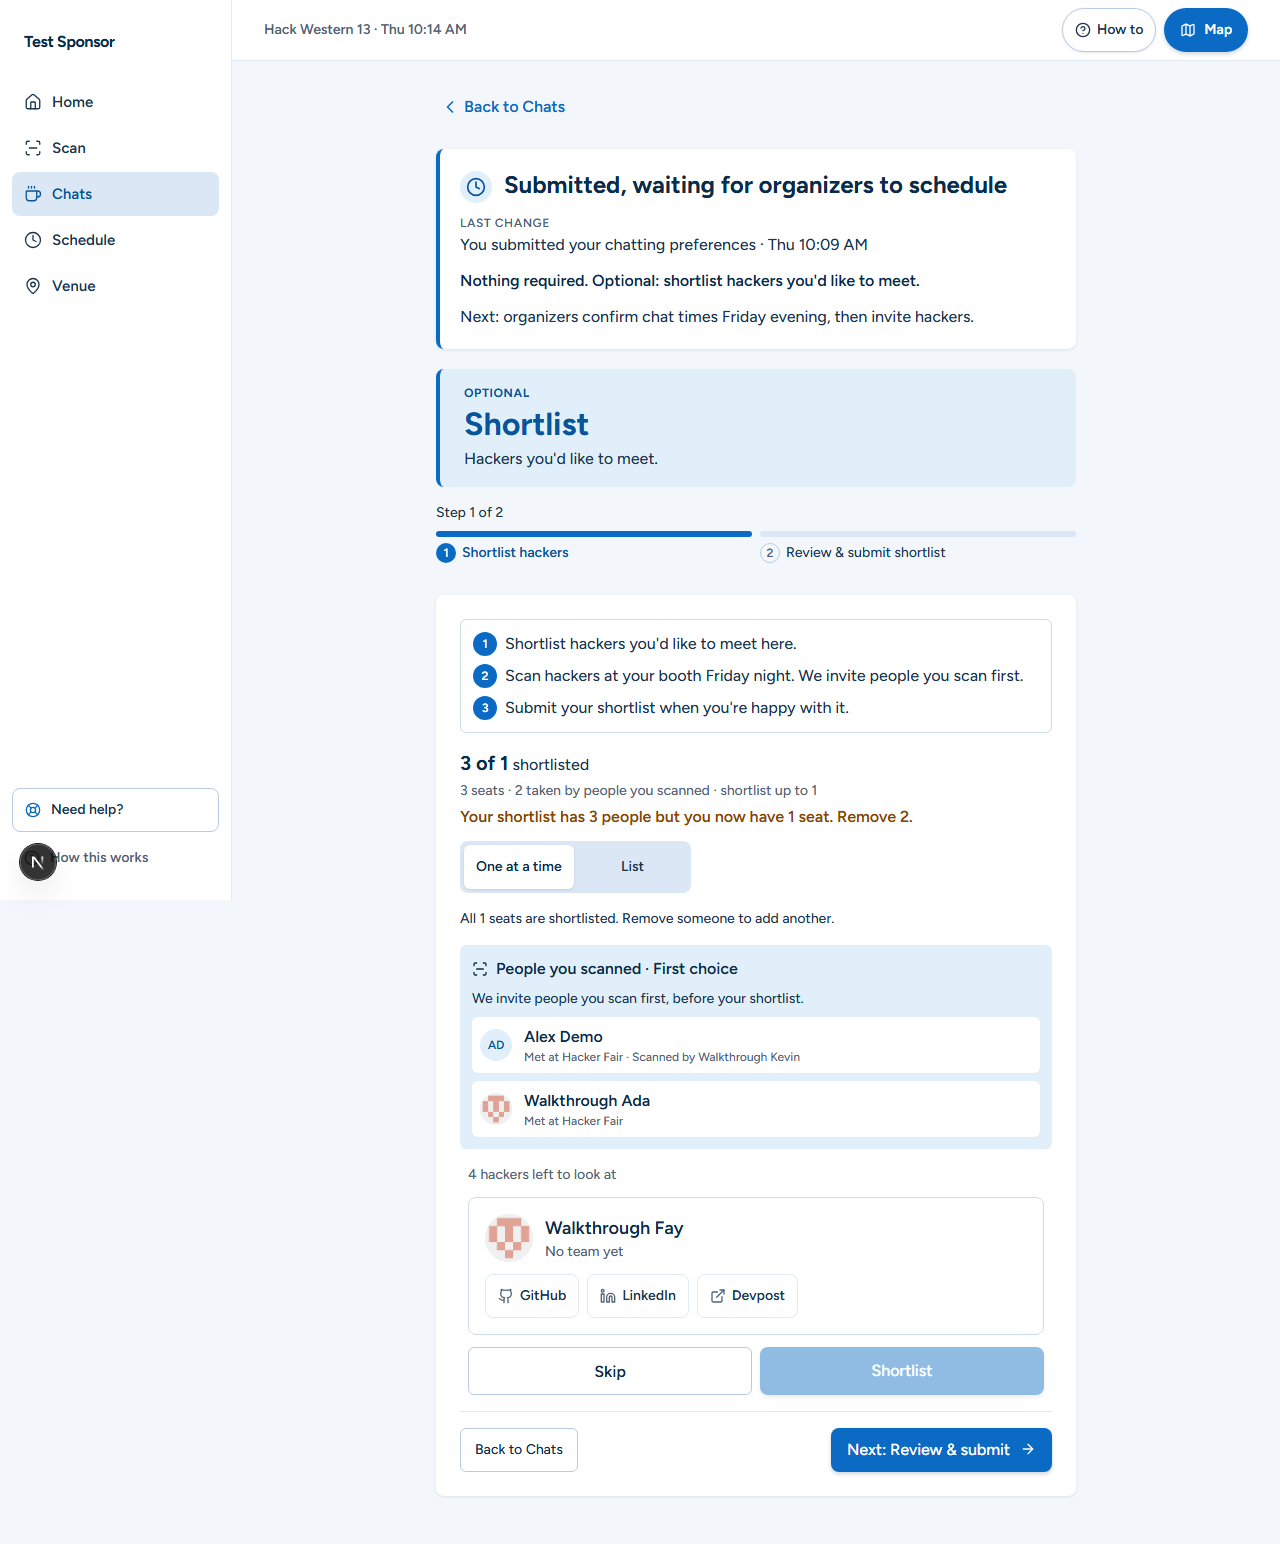 Test Sponsor
Hack Western 13 · Thu 10:14 AM
How to
Map
Home
Scan
Chats
Schedule
Venue
Need help?
How this works
Back to Chats
Submitted, waiting for organizers to schedule
LAST CHANGE
You submitted your chatting preferences · Thu 10:09 AM
Nothing required. Optional: shortlist hackers you'd like to meet.
Next: organizers confirm chat times Friday evening, then invite hackers.
OPTIONAL
Shortlist
Hackers you'd like to meet.
Step 1 of 2
1 Shortlist hackers
2 Review & submit shortlist
1 Shortlist hackers you'd like to meet here.
2 Scan hackers at your booth Friday night. We invite people you scan first.
3 Submit your shortlist when you're happy with it.
3 of 1 shortlisted
3 seats · 2 taken by people you scanned · shortlist up to 1
Your shortlist has 3 people but you now have 1 seat. Remove 2.
One at a time
List
All 1 seats are shortlisted. Remove someone to add another.
People you scanned · First choice
We invite people you scan first, before your shortlist.
AD
Alex Demo
Met at Hacker Fair · Scanned by Walkthrough Kevin
Walkthrough Ada
Met at Hacker Fair
4 hackers left to look at
Walkthrough Fay
No team yet
GitHub
LinkedIn
Devpost
Skip
Shortlist
Back to Chats
Next: Review & submit